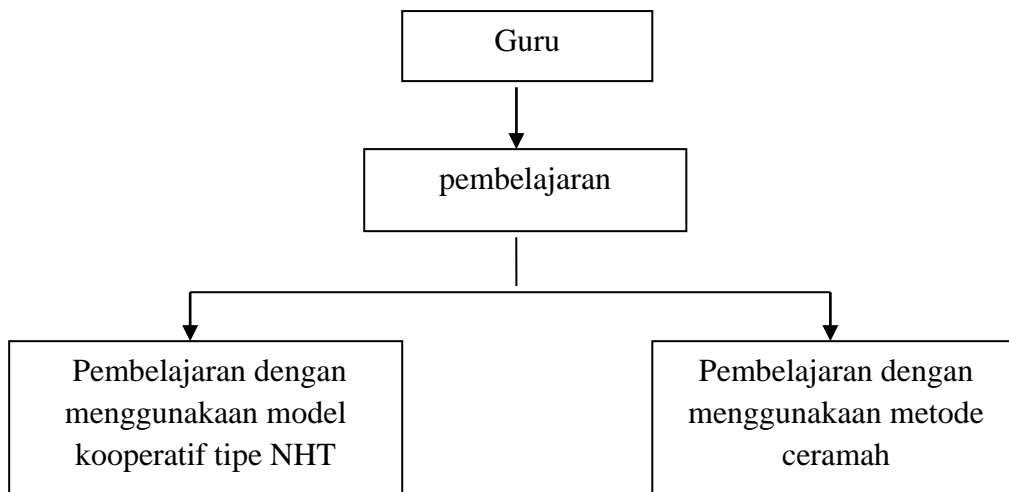 Guru
pembelajaran
Pembelajaran dengan
menggunakaan model
kooperatif tipe NHT
Pembelajaran dengan
menggunakaan metode
ceramah